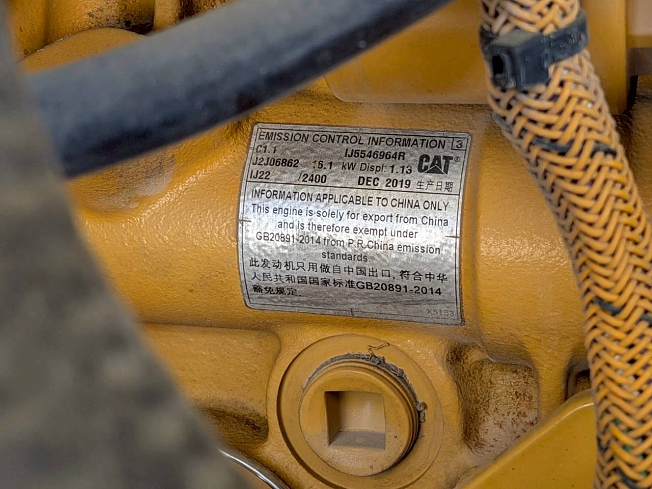 EMISSION CONTROL INFORMATION 3
C1.1 IJ5546964R
J2J06862 16.1 kW Displ 1.13 CAT
IJ22 /2400 DEC 2019 生产日期
INFORMATION APPLICABLE TO CHINA ONLY
This engine is solely for export from China
and is therefore exempt under
GB20891-2014 from P.R.China emission
standards
此发动机只用做自中国出口,符合中华
人民共和国国家标准GB20891-2014
豁免规定.